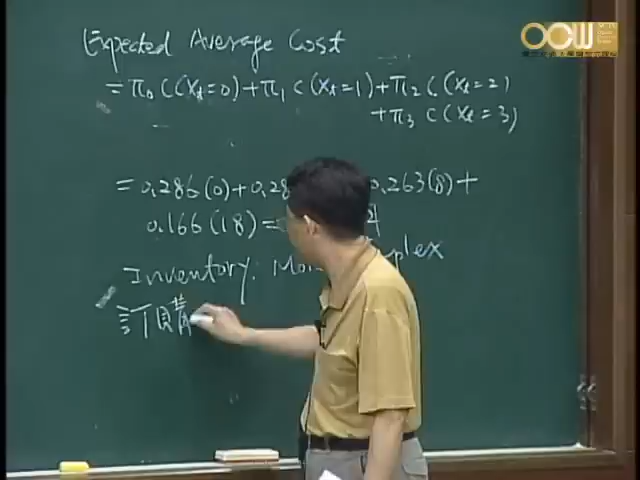 Expected Average Cost
= π₀ C(Xₜ=0) + π₁ C(Xₜ=1) + π₂ C(Xₜ=2)
+ π₃ C(Xₜ=3)
= 0.286(0) + 0.28 0.263(8) +
0.166(18) =
Inventory: Mo plex
訂購
OCW